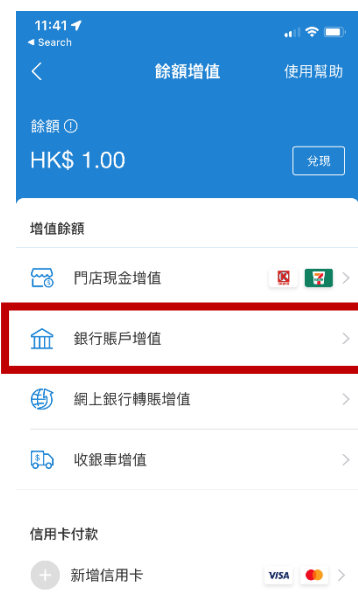 11:41
◀ Search
餘額增值
使用幫助
餘額
HK$ 1.00
兌現
增值餘額
門店現金增值
銀行賬戶增值
網上銀行轉賬增值
收銀車增值
信用卡付款
新增信用卡
VISA